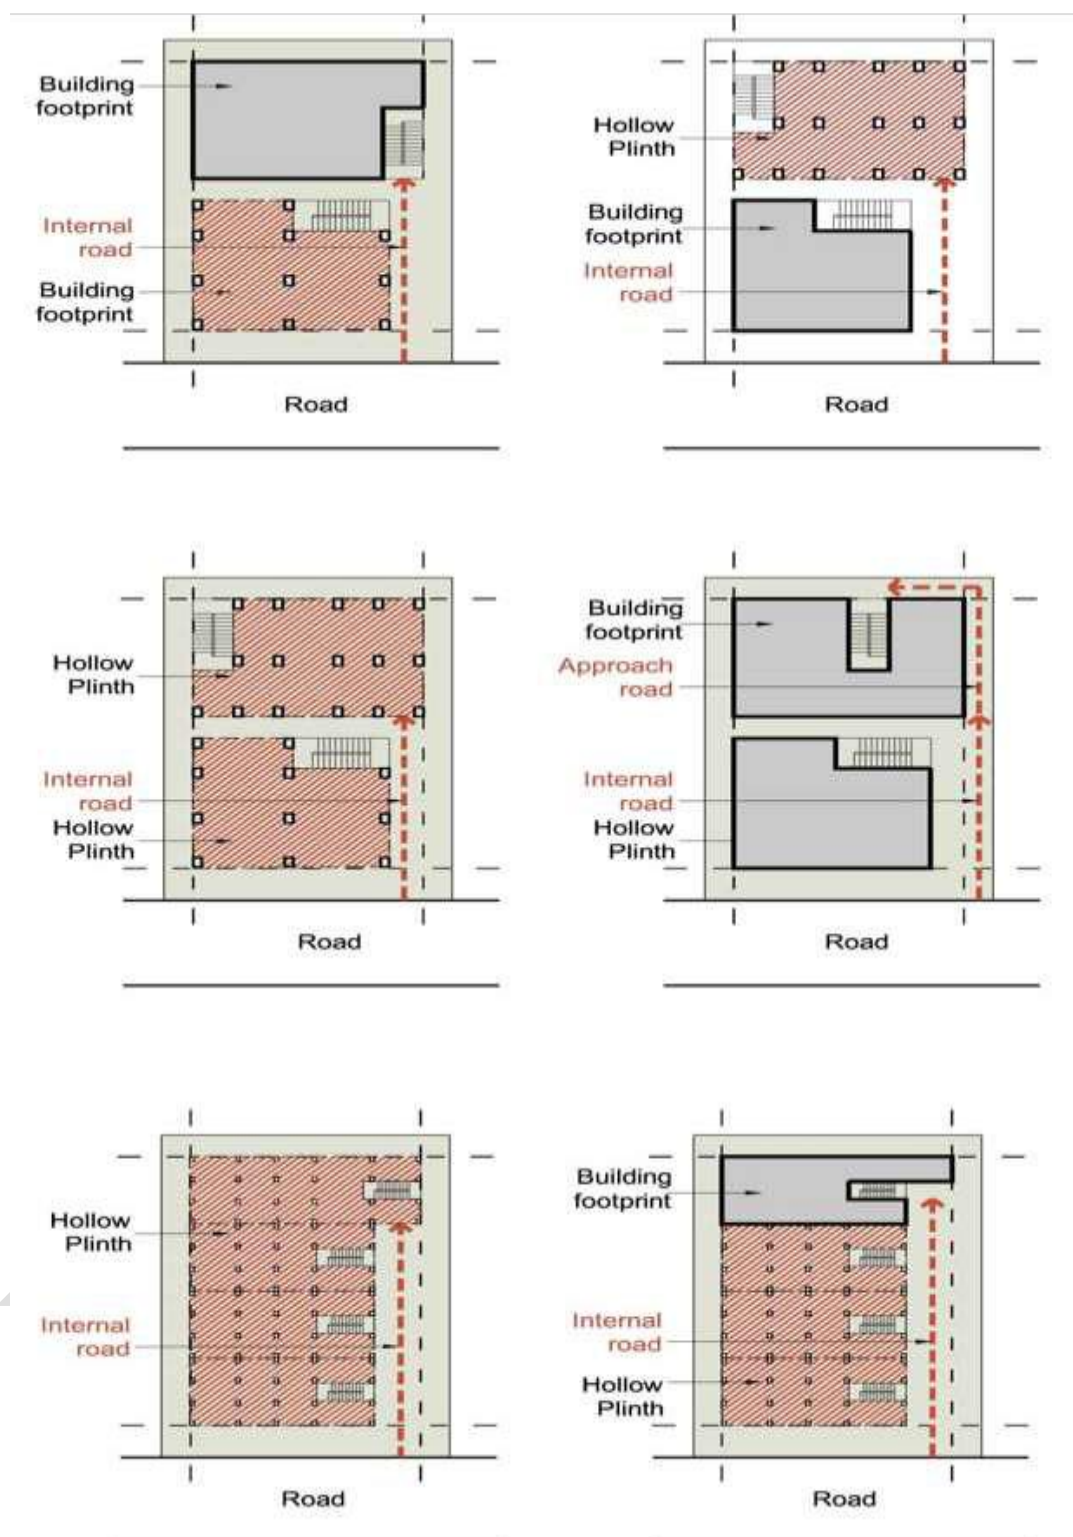 Building
footprint
Internal
road
Building
footprint
Road
Hollow
Plinth
Building
footprint
Internal
road
Road
Hollow
Plinth
Internal
road
Hollow
Plinth
Road
Building
footprint
Approach
road
Internal
road
Hollow
Plinth
Road
Hollow
Plinth
Internal
road
Road
Building
footprint
Internal
road
Hollow
Plinth
Road